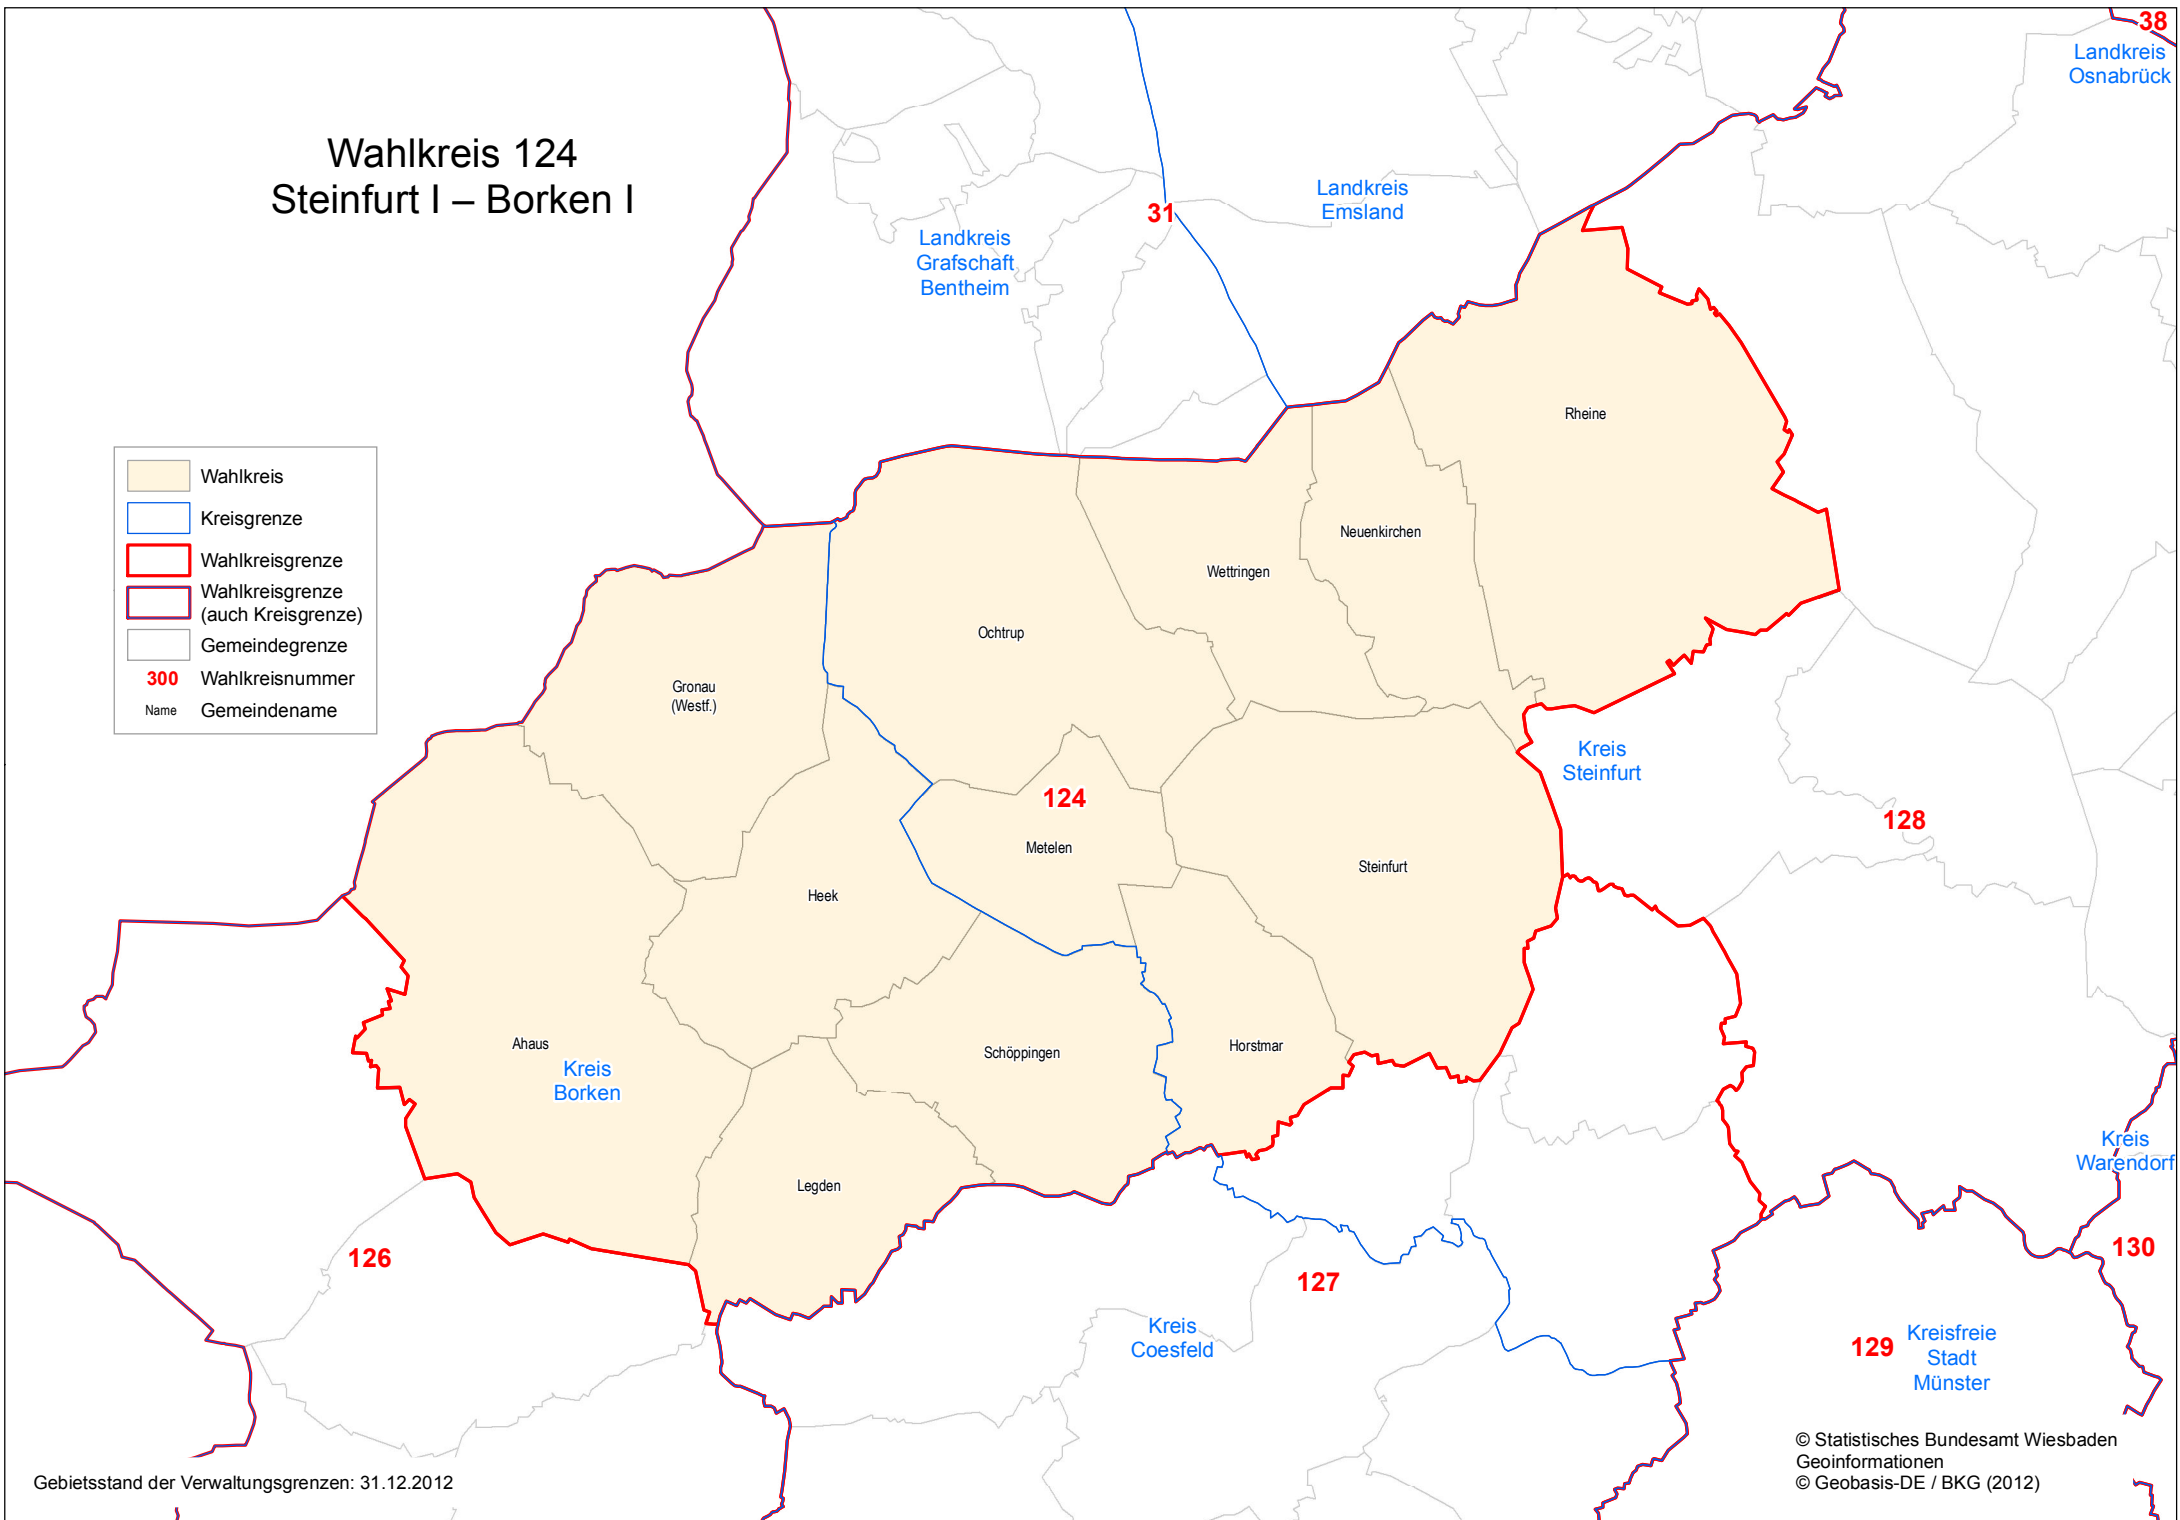 Wahlkreis 124
Steinfurt I – Borken I
38
Landkreis
Osnabrück
Landkreis
Emsland
31
Landkreis
Grafschaft
Bentheim
Rheine
Wahlkreis
Kreisgrenze
Wahlkreisgrenze
Wahlkreisgrenze
(auch Kreisgrenze)
Gemeindegrenze
300 Wahlkreisnummer
Name Gemeindename
Neuenkirchen
Wettringen
Ochtrup
Gronau
(Westf.)
Kreis
Steinfurt
124
128
Metelen
Steinfurt
Heek
Ahaus
Kreis
Borken
Schöppingen
Horstmar
Legden
Kreis
Warendorf
126
127
130
Kreis
Coesfeld
129
Kreisfreie
Stadt
Münster
Gebietsstand der Verwaltungsgrenzen: 31.12.2012
© Statistisches Bundesamt Wiesbaden
Geoinformationen
© Geobasis-DE / BKG (2012)